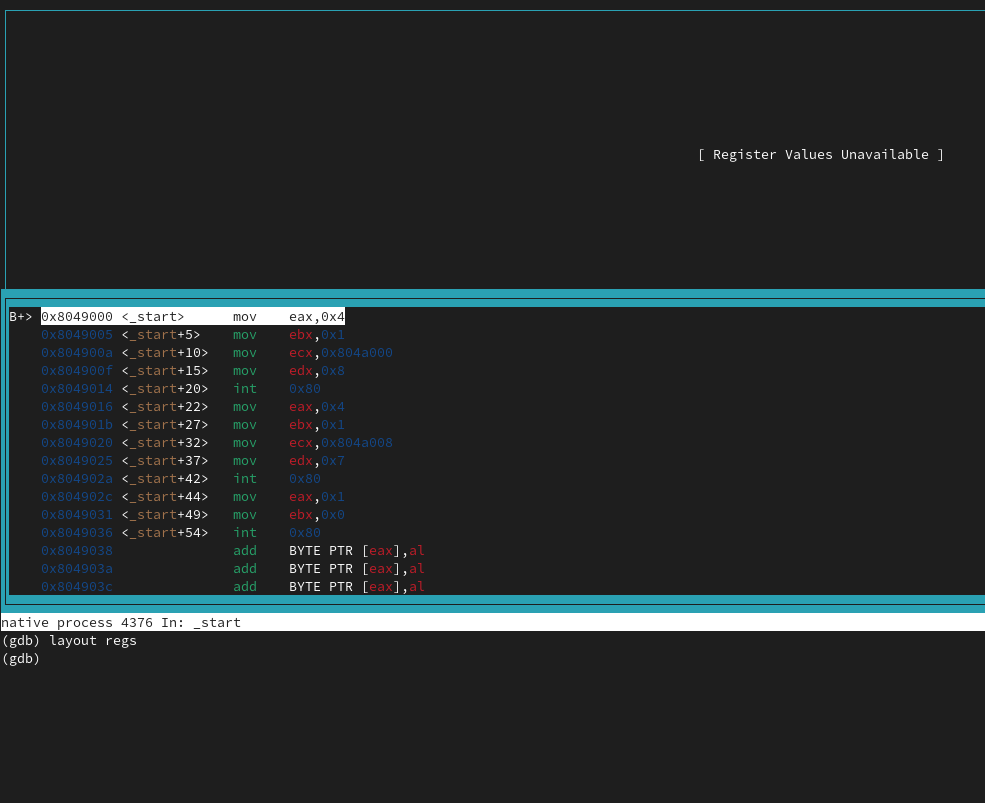 [ Register Values Unavailable ]
B+> 0x8049000 <_start> mov eax,0x4
0x8049005 <_start+5> mov ebx,0x1
0x804900a <_start+10> mov ecx,0x804a000
0x804900f <_start+15> mov edx,0x8
0x8049014 <_start+20> int 0x80
0x8049016 <_start+22> mov eax,0x4
0x804901b <_start+27> mov ebx,0x1
0x8049020 <_start+32> mov ecx,0x804a008
0x8049025 <_start+37> mov edx,0x7
0x804902a <_start+42> int 0x80
0x804902c <_start+44> mov eax,0x1
0x8049031 <_start+49> mov ebx,0x0
0x8049036 <_start+54> int 0x80
0x8049038 add BYTE PTR [eax],al
0x804903a add BYTE PTR [eax],al
0x804903c add BYTE PTR [eax],al
native process 4376 In: _start
(gdb) layout regs
(gdb)